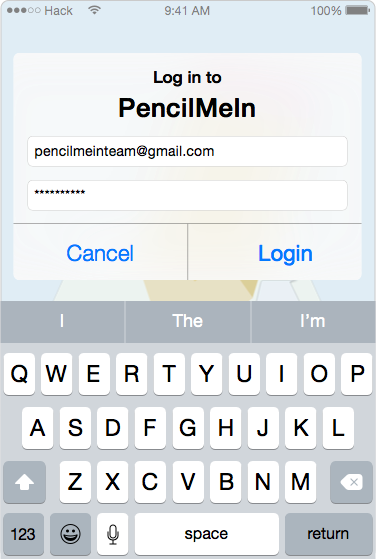 Hack 9:41 AM 100%
Log in to
PencilMeIn
pencilmeinteam@gmail.com
**********
Cancel Login
I The I'm
Q W E R T Y U I O P
A S D F G H J K L
Z X C V B N M
123 space return